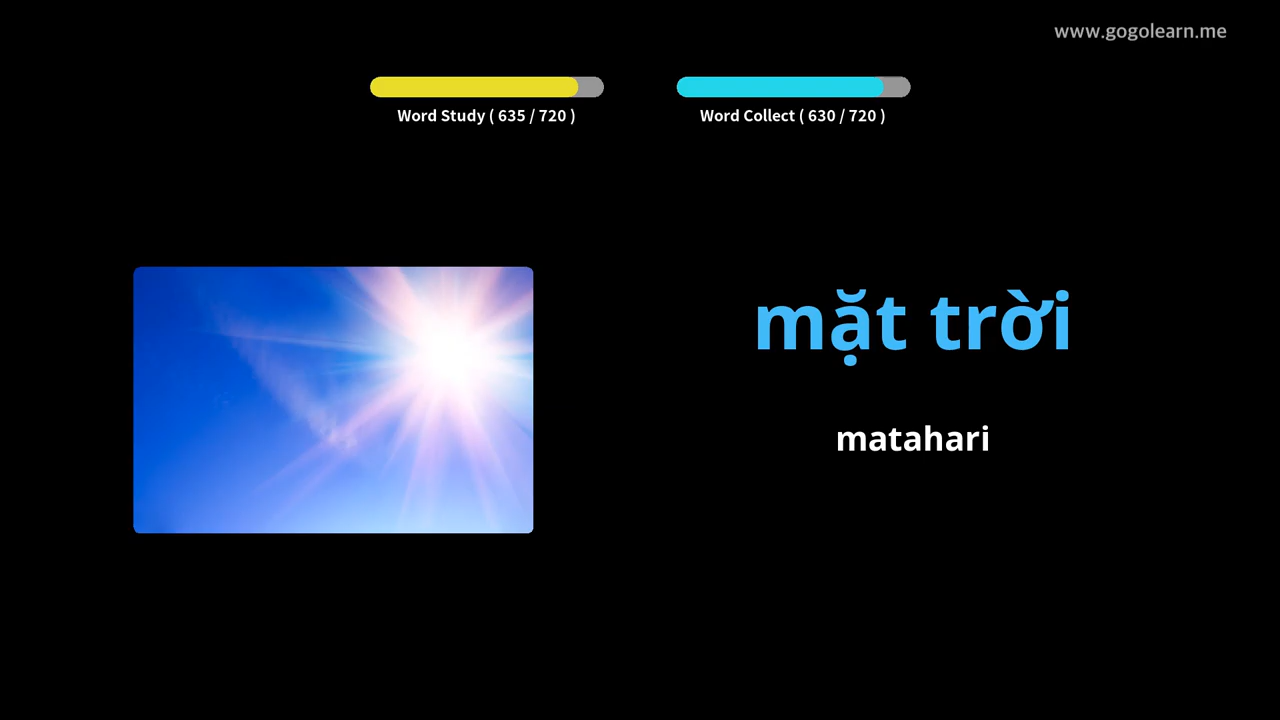 www.gogolearn.me
Word Study ( 635 / 720 )
Word Collect ( 630 / 720 )
mặt trời
matahari